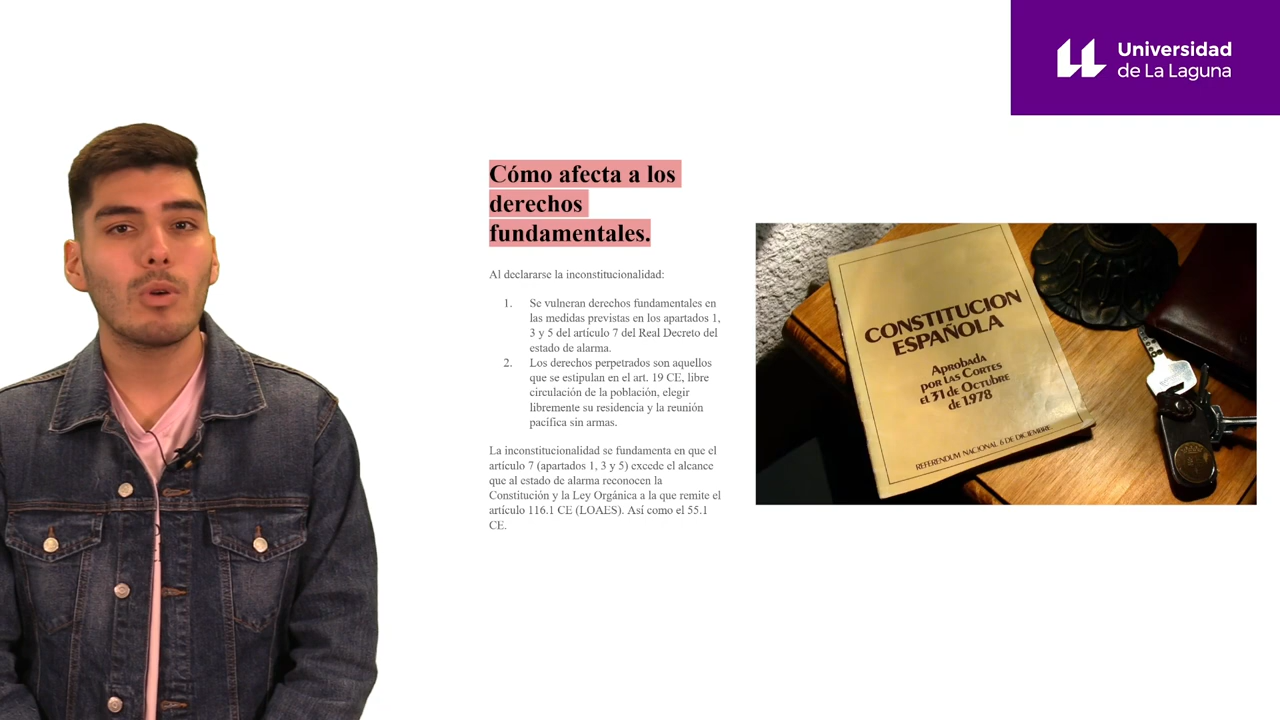 Universidad
de La Laguna
Cómo afecta a los
derechos
fundamentales.
Al declararse la inconstitucionalidad:
1. Se vulneran derechos fundamentales en
las medidas previstas en los apartados 1,
3 y 5 del artículo 7 del Real Decreto del
estado de alarma.
2. Los derechos perpetrados son aquellos
que se estipulan en el art. 19 CE, libre
circulación de la población, elegir
libremente su residencia y la reunión
pacífica sin armas.
La inconstitucionalidad se fundamenta en que el
artículo 7 (apartados 1, 3 y 5) excede el alcance
que al estado de alarma reconocen la
Constitución y la Ley Orgánica a la que remite el
artículo 116.1 CE (LOAES). Así como el 55.1
CE.
CONSTITUCION
ESPAÑOLA
Aprobada
por las Cortes
el 31 de Octubre
de 1.978
REFERENDUM NACIONAL 6 DE DICIEMBRE.